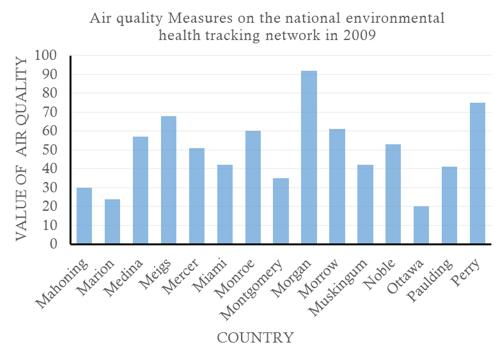 Air quality Measures on the national environmental
health tracking network in 2009
VALUE OF AIR QUALITY
100
90
80
70
60
50
40
30
20
10
0
Mahoning
Marion
Medina
Meigs
Mercer
Miami
Monroe
Montgomery
Morgan
Morrow
Muskingum
Noble
Ottawa
Paulding
Perry
COUNTRY